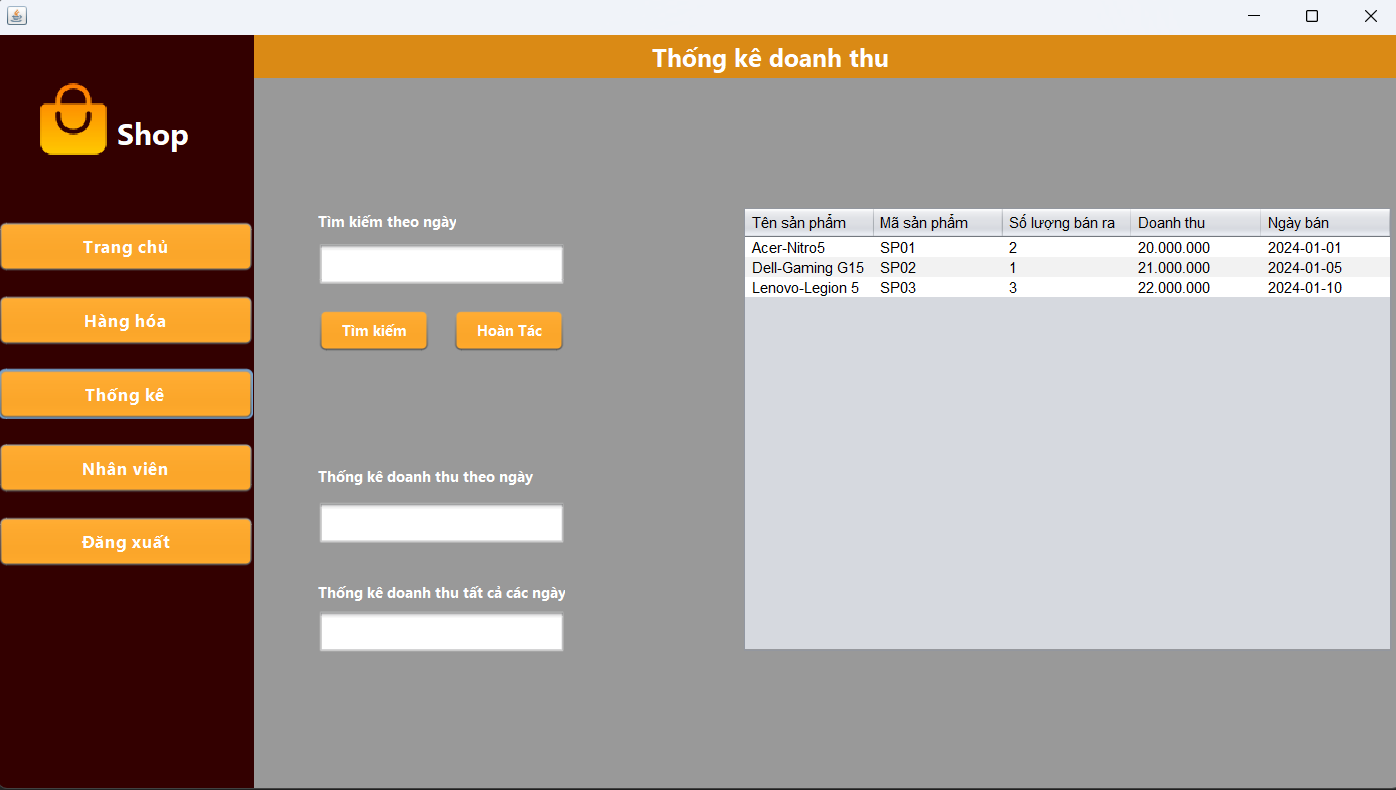 Thống kê doanh thu
Shop
Trang chủ
Hàng hóa
Thống kê
Nhân viên
Đăng xuất
Tìm kiếm theo ngày
Tìm kiếm Hoàn Tác
Thống kê doanh thu theo ngày
Thống kê doanh thu tất cả các ngày
Tên sản phẩm Mã sản phẩm Số lượng bán ra Doanh thu Ngày bán
Acer-Nitro5 SP01 2 20.000.000 2024-01-01
Dell-Gaming G15 SP02 1 21.000.000 2024-01-05
Lenovo-Legion 5 SP03 3 22.000.000 2024-01-10